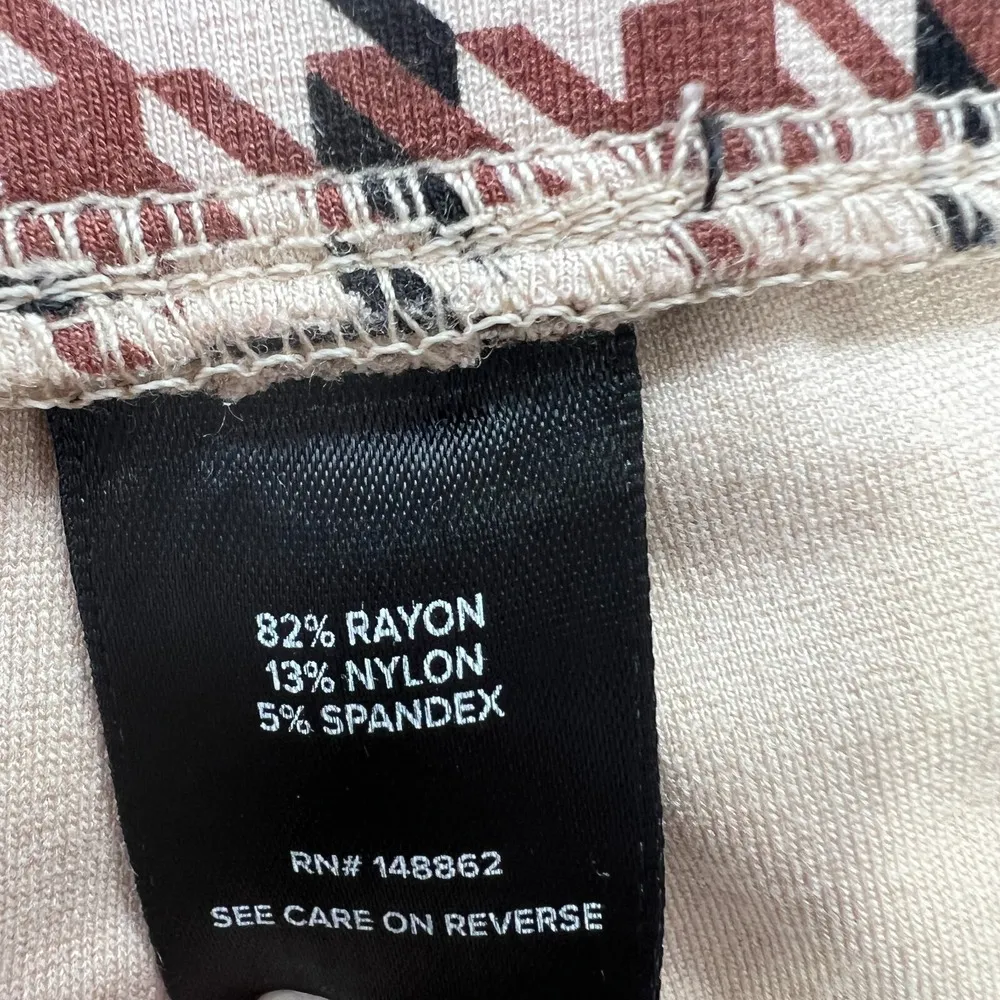 82% RAYON
13% NYLON
5% SPANDEX
RN# 148862
SEE CARE ON REVERSE